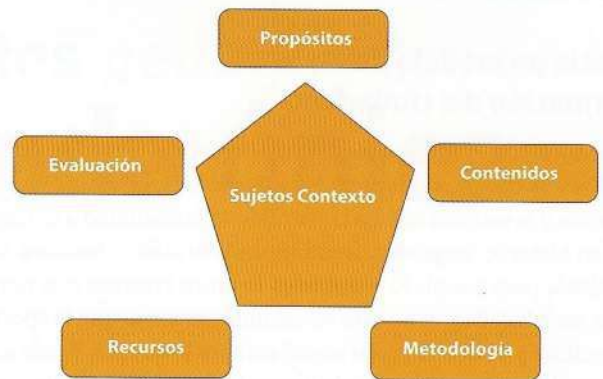 Propósitos
Evaluación
Contenidos
Sujetos Contexto
Recursos
Metodología